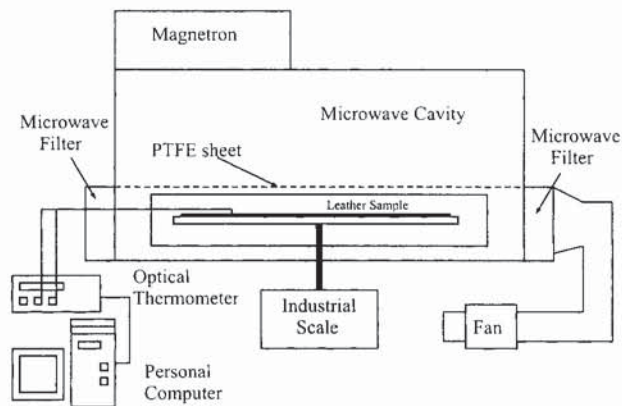 Magnetron
Microwave Cavity
Microwave
Filter
PTFE sheet
Microwave
Filter
Leather Sample
Optical
Thermometer
Industrial
Scale
Fan
Personal
Computer